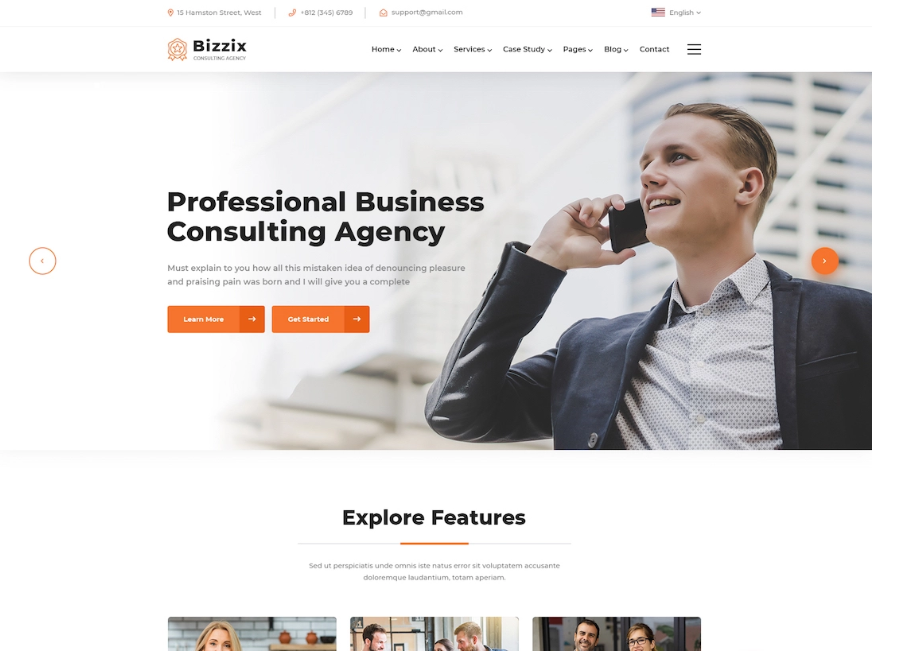 15 Hamston Street, West
+812 (345) 6789
support@gmail.com
English
Bizzix
CONSULTING AGENCY
Home
About
Services
Case Study
Pages
Blog
Contact
Professional Business
Consulting Agency
Must explain to you how all this mistaken idea of denouncing pleasure
and praising pain was born and I will give you a complete
Learn More
Get Started
Explore Features
Sed ut perspiciatis unde omnis iste natus error sit voluptatem accusante
doloremque laudantium, totam aperiam.